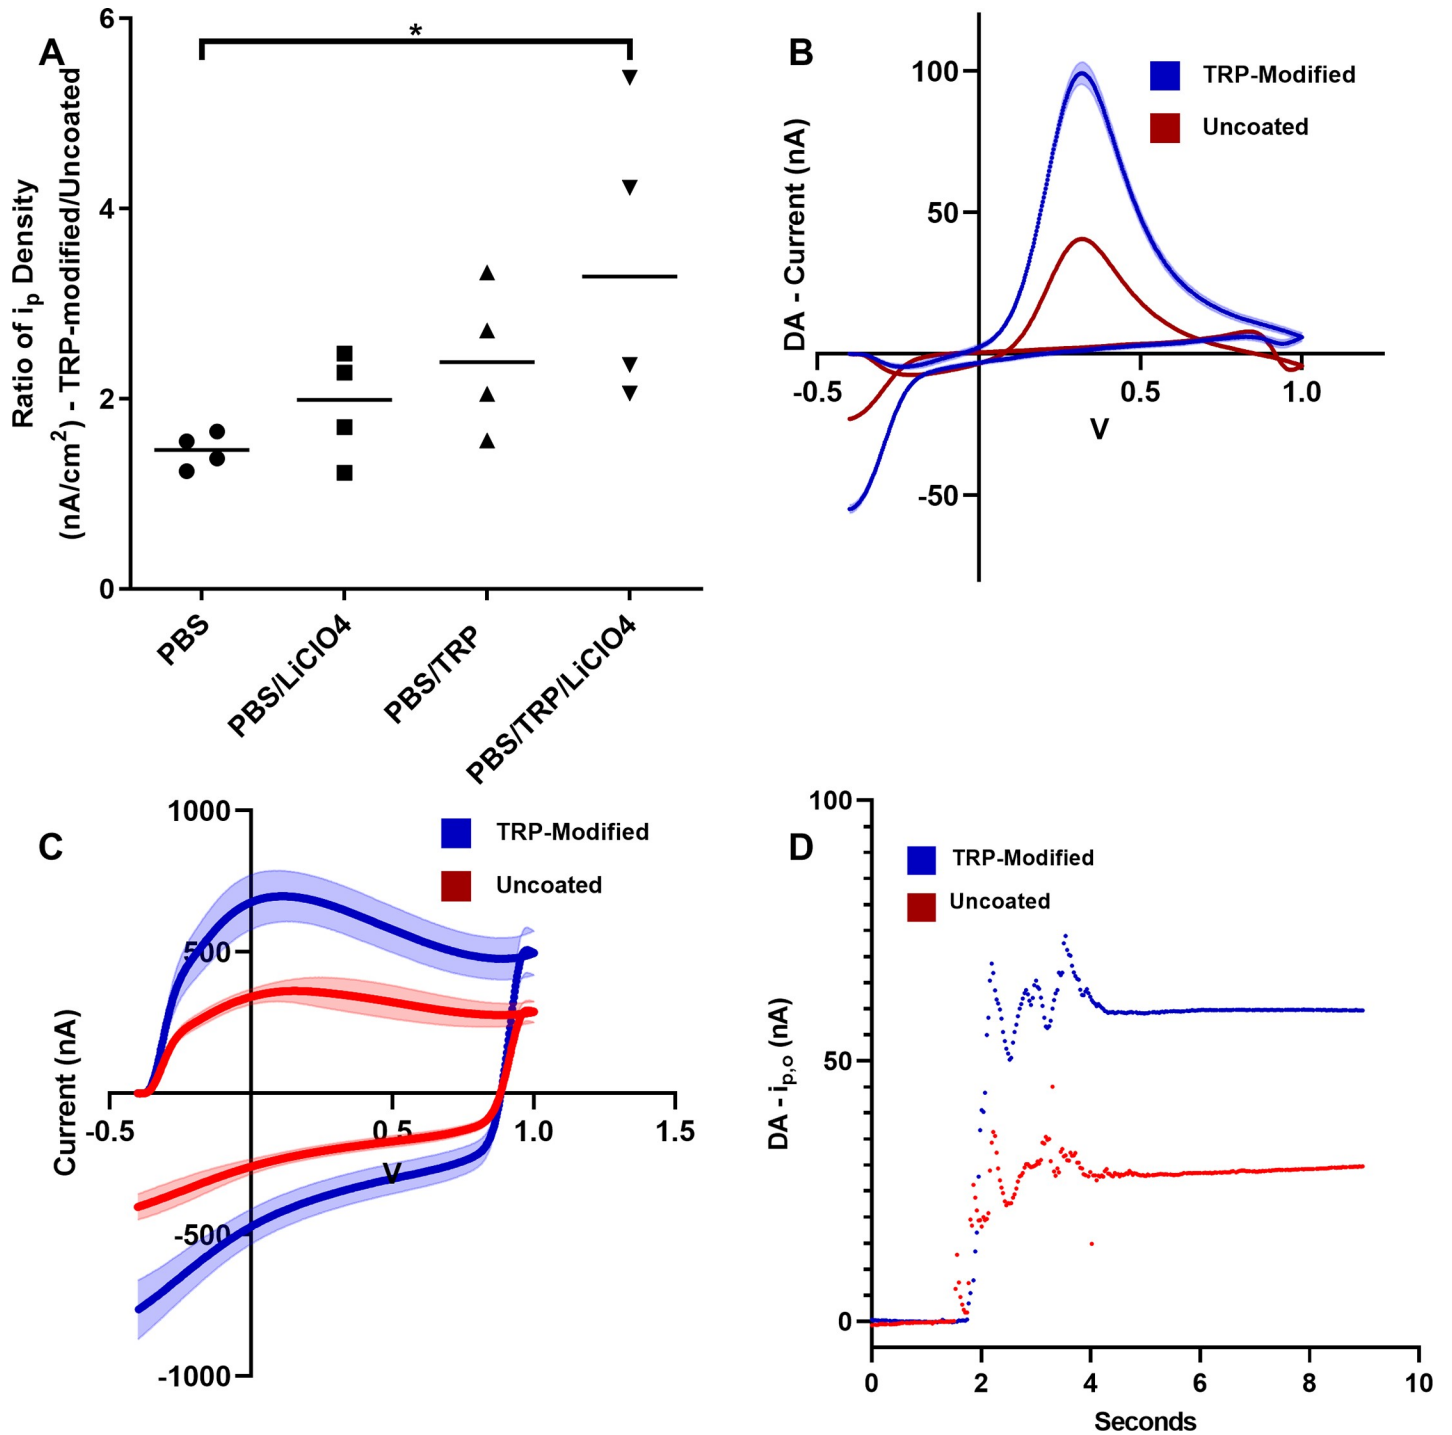 A
*
6
4
2
0
Ratio of ip Density
(nA/cm2) - TRP-modified/Uncoated
PBS
PBS/LiClO4
PBS/TRP
PBS/TRP/LiClO4
B
TRP-Modified
Uncoated
100
50
-50
-0.5
0.5
1.0
V
DA - Current (nA)
C
TRP-Modified
Uncoated
1000
500
-500
-1000
-0.5
0.5
1.0
1.5
V
Current (nA)
D
TRP-Modified
Uncoated
100
50
0
DA - ip,o (nA)
0
2
4
6
8
10
Seconds